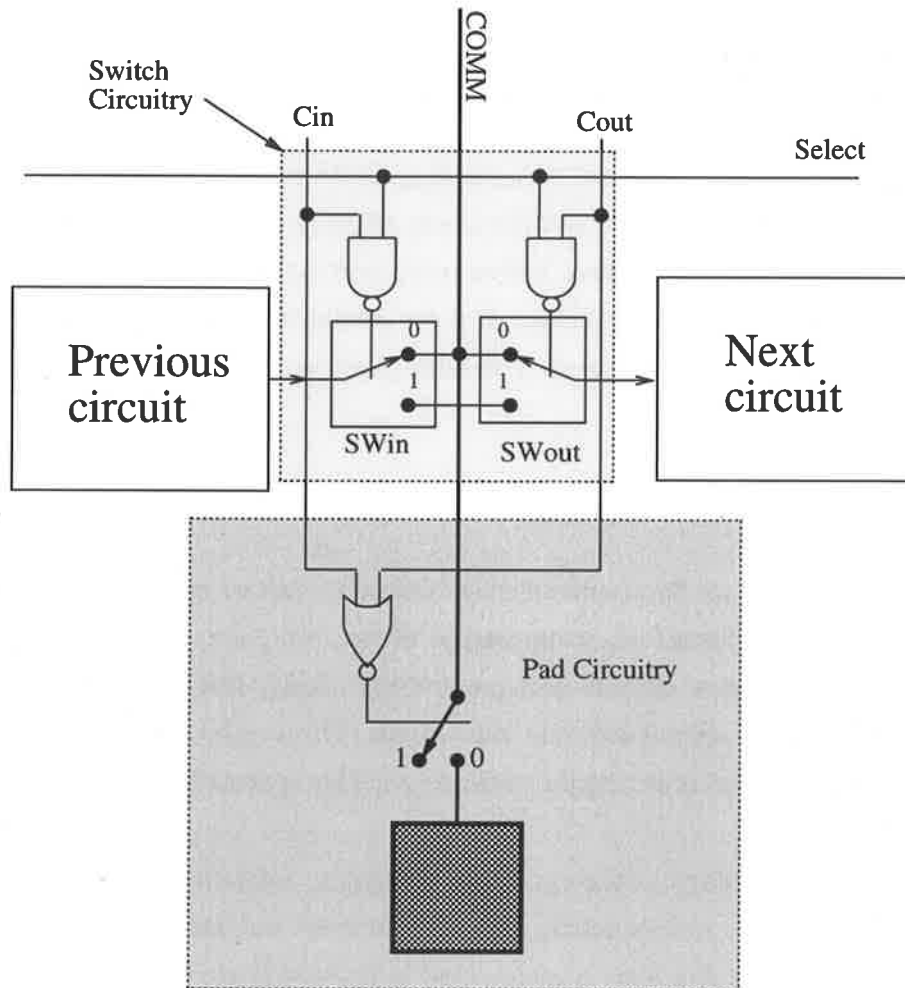 COMM
Switch
Circuitry
Cin
Cout
Select
Previous
circuit
0
1
0
1
Next
circuit
SWin
SWout
Pad Circuitry
1
0